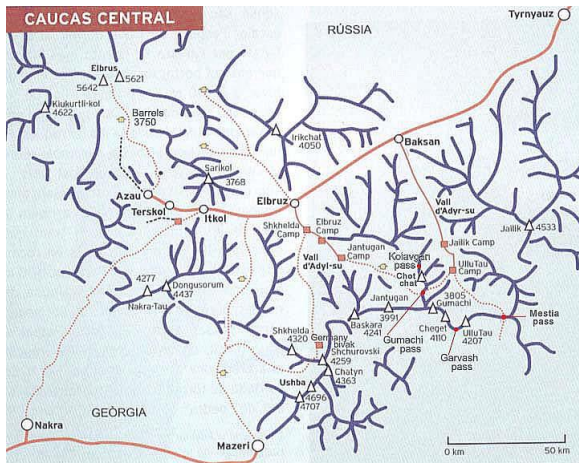 CAUCAS CENTRAL
RÚSSIA
Tyrnyauz
Elbrus
5642
5621
Kiukurtli-kol
4622
Barrels
3750
Irikchat
4050
Baksan
Sarikol
3768
Azau
Terskol
Itkol
Elbruz
Vall
d'Adyr-su
Shkhelda
Camp
Elbruz
Camp
Jantugan
Camp
Jailik
4533
Jailik Camp
Vall
d'Adyl-su
Kolavgan
pass
Chot
chat
UlluTau
Camp
4277
Nakra-Tau
Dongusorum
4437
Jantugan
3991
3805
Gumachi
Mestia
pass
Baskara
4241
Gumachi
pass
Cheget
4110
UlluTau
4207
Garvash
pass
Shkhelda
4320
Germany
bivak
Shchurovski
4259
Chatyn
4363
Ushba
4696
4707
GEÒRGIA
Nakra
Mazeri
0 km
50 km